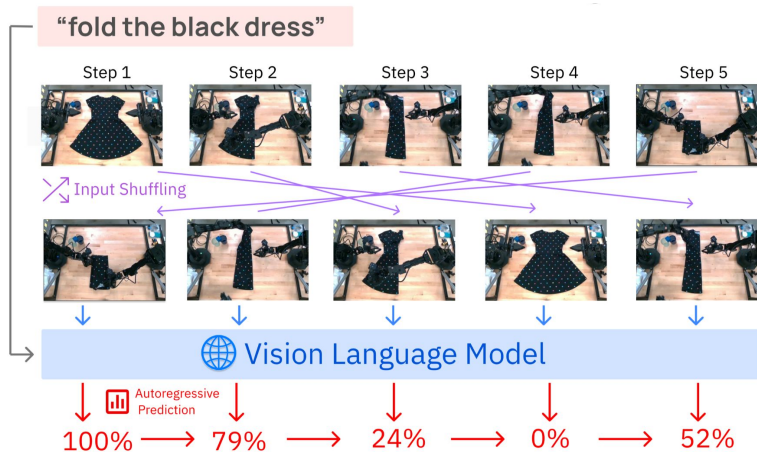 “fold the black dress”
Step 1 Step 2 Step 3 Step 4 Step 5
Input Shuffling
Vision Language Model
Autoregressive
Prediction
100% 79% 24% 0% 52%